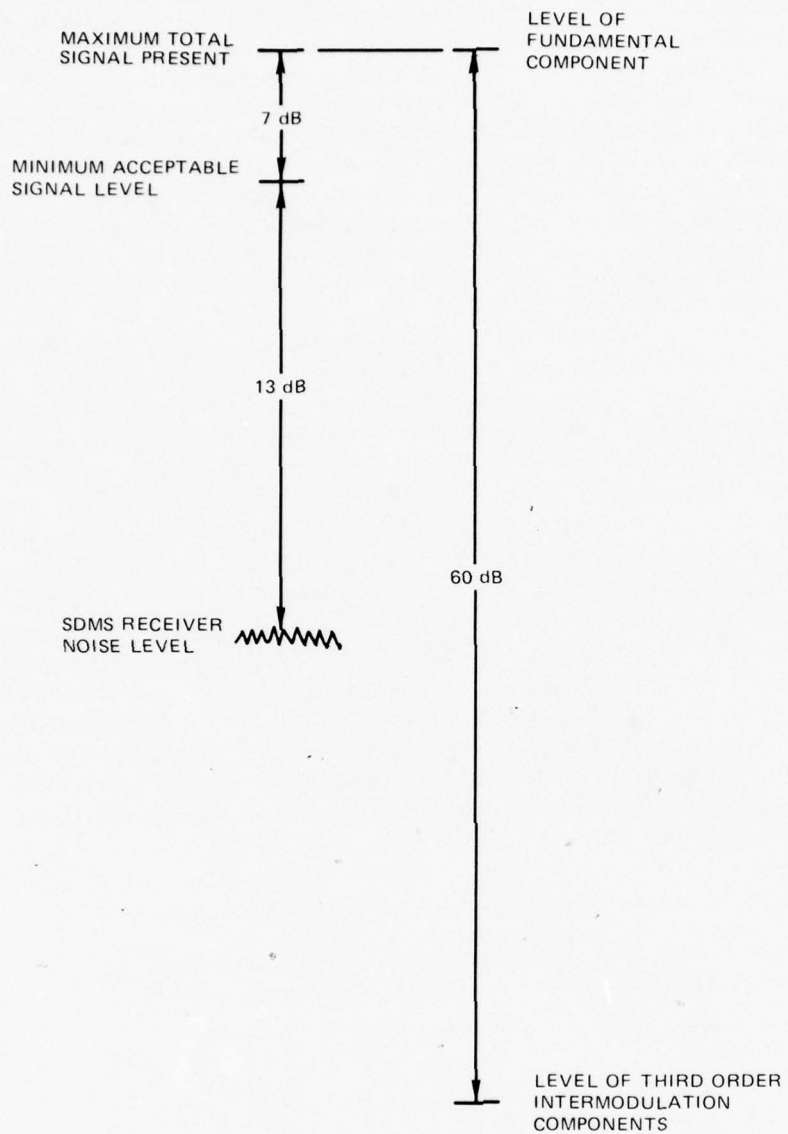 MAXIMUM TOTAL
SIGNAL PRESENT
LEVEL OF
FUNDAMENTAL
COMPONENT
7 dB
MINIMUM ACCEPTABLE
SIGNAL LEVEL
13 dB
60 dB
SDMS RECEIVER
NOISE LEVEL
LEVEL OF THIRD ORDER
INTERMODULATION
COMPONENTS